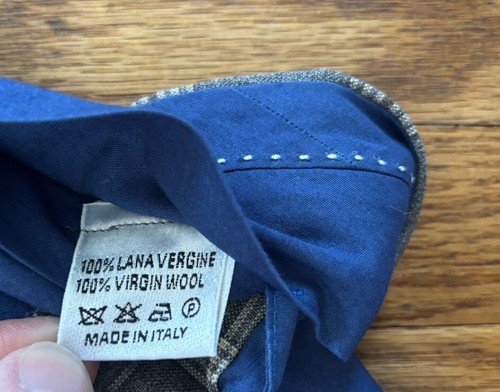 100% LANA VERGINE
100% VIRGIN WOOL
P
MADE IN ITALY